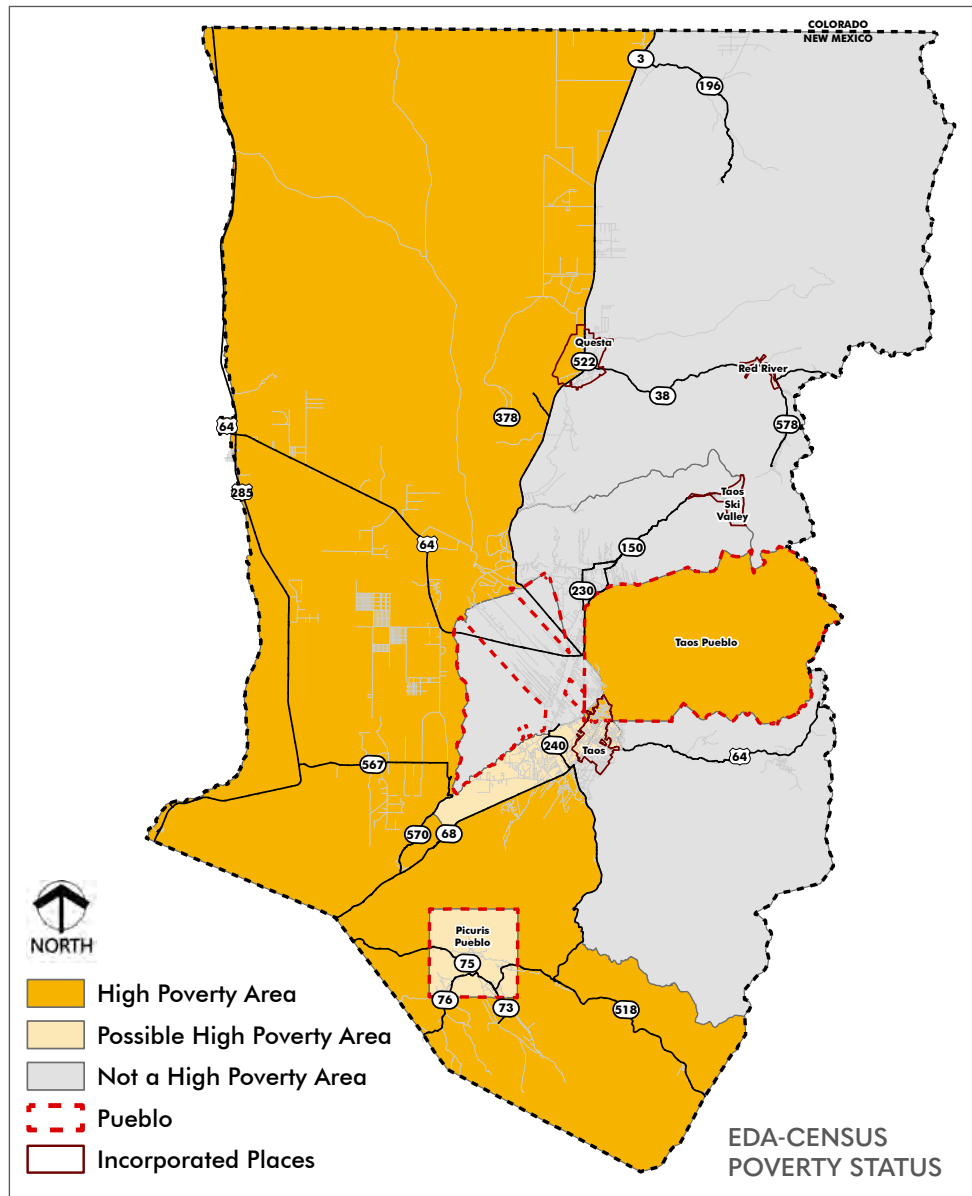 COLORADO
NEW MEXICO
3
196
Questa
522
Red River
38
378
578
64
285
Taos
Ski
Valley
64
150
230
Taos Pueblo
240
Taos
64
567
570
68
Picuris
Pueblo
75
76
73
518
NORTH
High Poverty Area
Possible High Poverty Area
Not a High Poverty Area
Pueblo
Incorporated Places
EDA-CENSUS
POVERTY STATUS